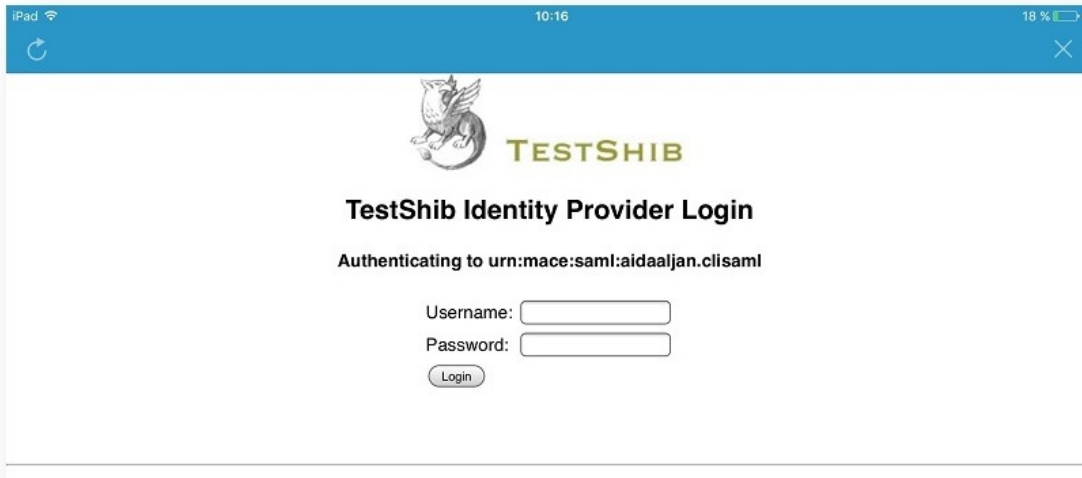 iPad 10:16 18 %
TESTSHIB
TestShib Identity Provider Login
Authenticating to urn:mace:saml:aidaaljan.clisaml
Username:
Password:
Login